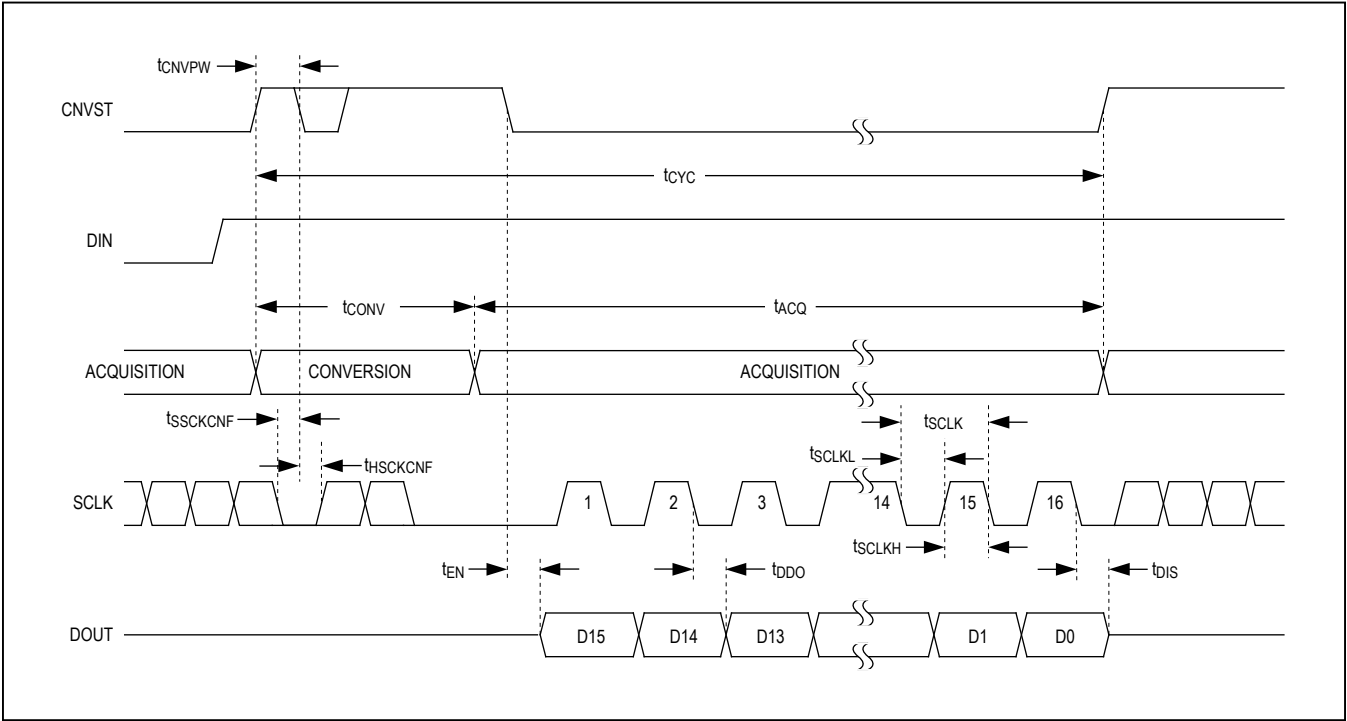 tCNVPW
CNVST
tCYC
DIN
tCONV
tACQ
ACQUISITION
CONVERSION
ACQUISITION
tSSCKCNF
tHSCKCNF
tSCLK
tSCLKL
SCLK
1
2
3
14
15
16
tSCLKH
tEN
tDDO
tDIS
DOUT
D15
D14
D13
D1
D0